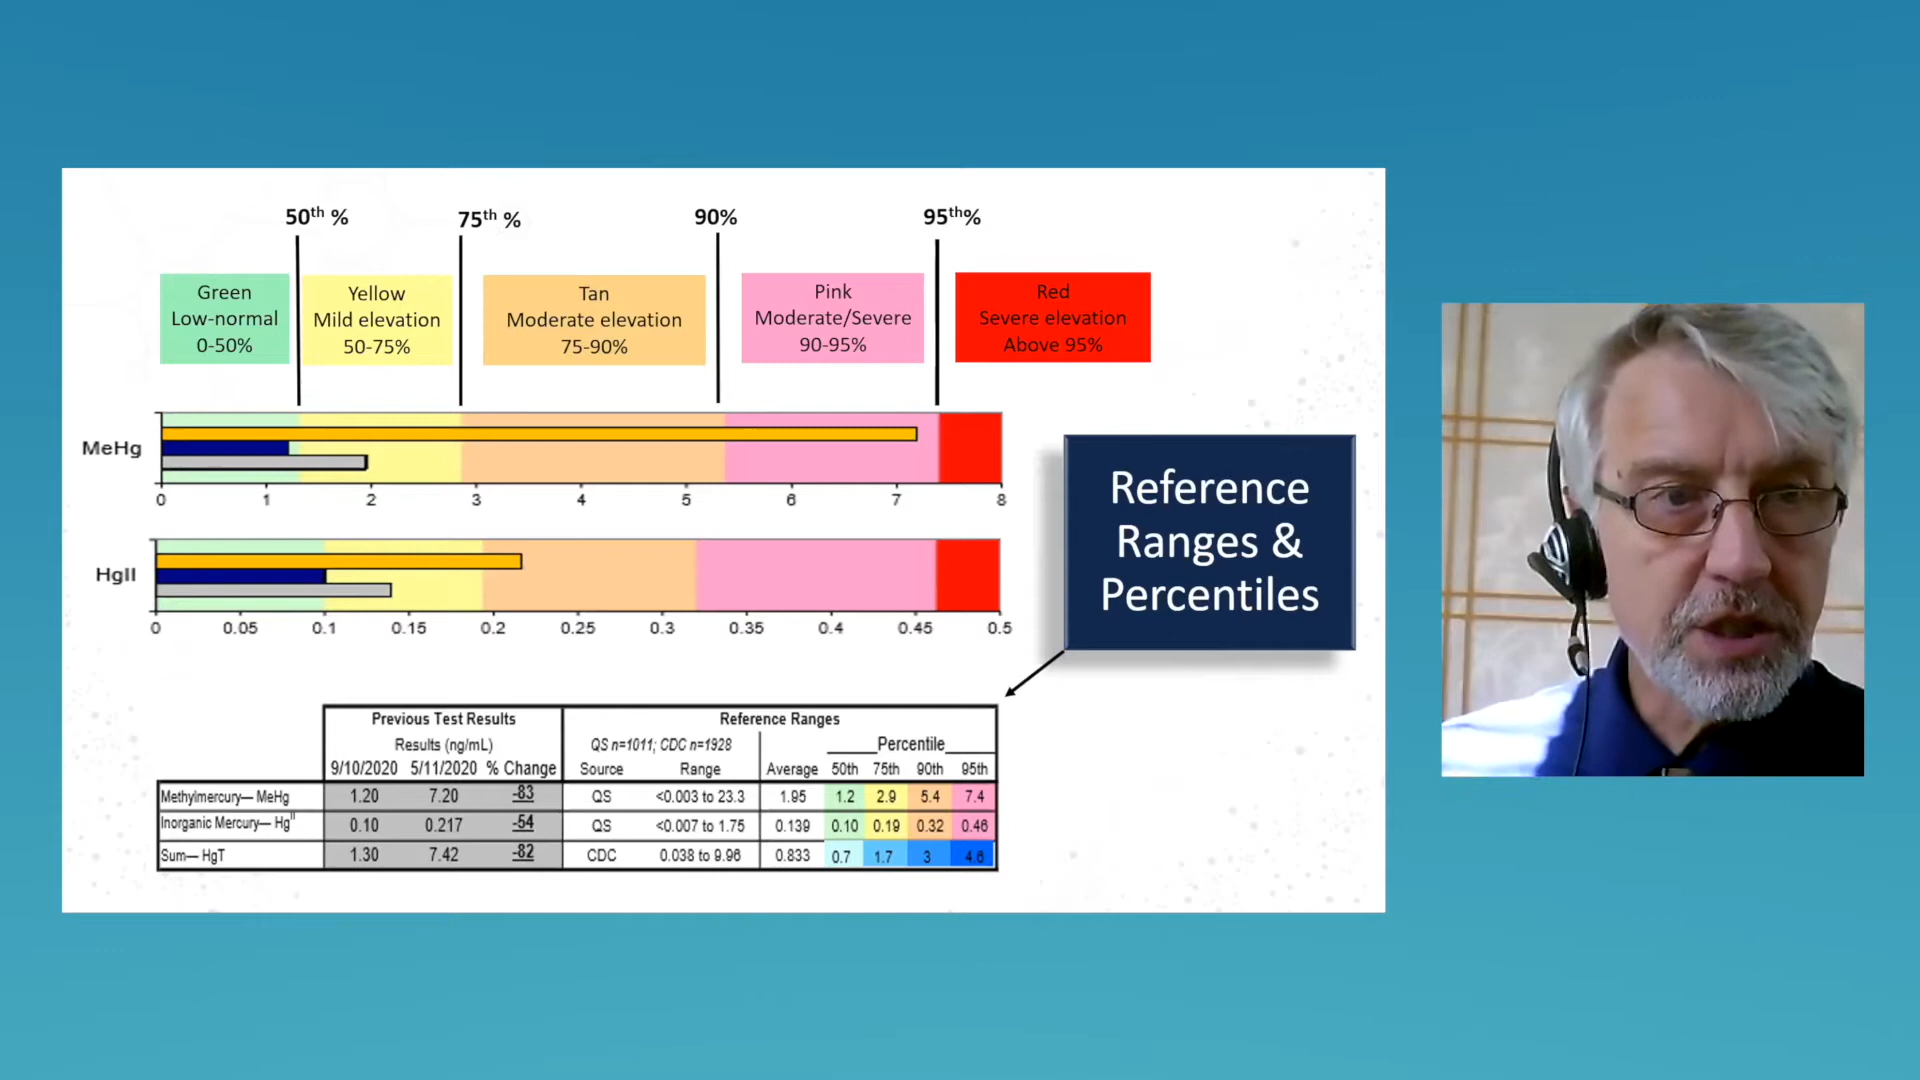 50th % 75th % 90% 95th%
Green
Low-normal
0-50%
Yellow
Mild elevation
50-75%
Tan
Moderate elevation
75-90%
Pink
Moderate/Severe
90-95%
Red
Severe elevation
Above 95%
MeHg
0 1 2 3 4 5 6 7 8
HgII
0 0.05 0.1 0.15 0.2 0.25 0.3 0.35 0.4 0.45 0.5
Reference
Ranges &
Percentiles
Previous Test Results Reference Ranges
Results (ng/mL) QS n=1011; CDC n=1928 Percentile
9/10/2020 5/11/2020 % Change Source Range Average 50th 75th 90th 95th
Methylmercury— MeHg 1.20 7.20 -83 QS <0.003 to 23.3 1.95 1.2 2.9 5.4 7.4
Inorganic Mercury— HgII 0.10 0.217 -54 QS <0.007 to 1.75 0.139 0.10 0.19 0.32 0.46
Sum— HgT 1.30 7.42 -82 CDC 0.038 to 9.96 0.833 0.7 1.7 3 4.6